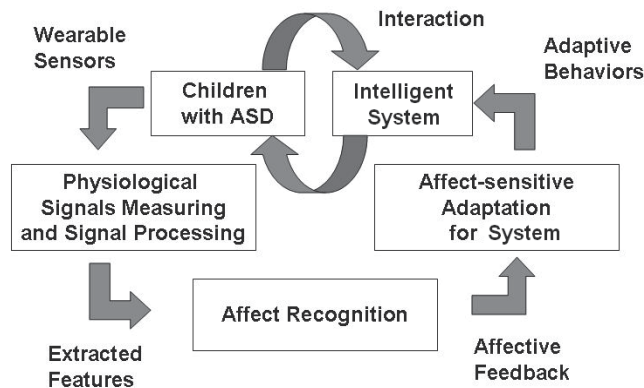 Interaction
Wearable
Sensors
Adaptive
Behaviors
Children
with ASD
Intelligent
System
Physiological
Signals Measuring
and Signal Processing
Affect-sensitive
Adaptation
for System
Affect Recognition
Extracted
Features
Affective
Feedback